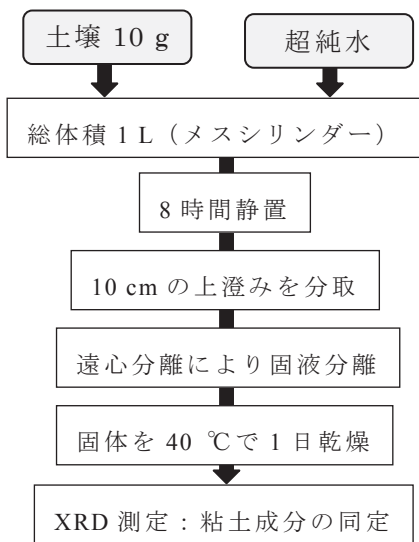 土壌 10 g
超純水
総体積 1 L（メスシリンダー）
8 時間静置
10 cm の上澄みを分取
遠心分離により固液分離
固体を 40 ℃で 1 日乾燥
XRD 測定：粘土成分の同定